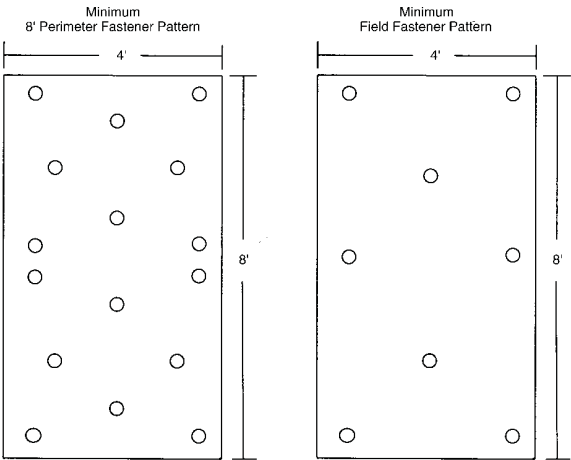 Minimum
8' Perimeter Fastener Pattern
4'
8'
Minimum
Field Fastener Pattern
4'
8'